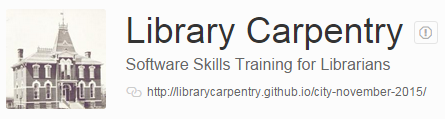 Library Carpentry
Software Skills Training for Librarians
http://librarycarpentry.github.io/city-november-2015/